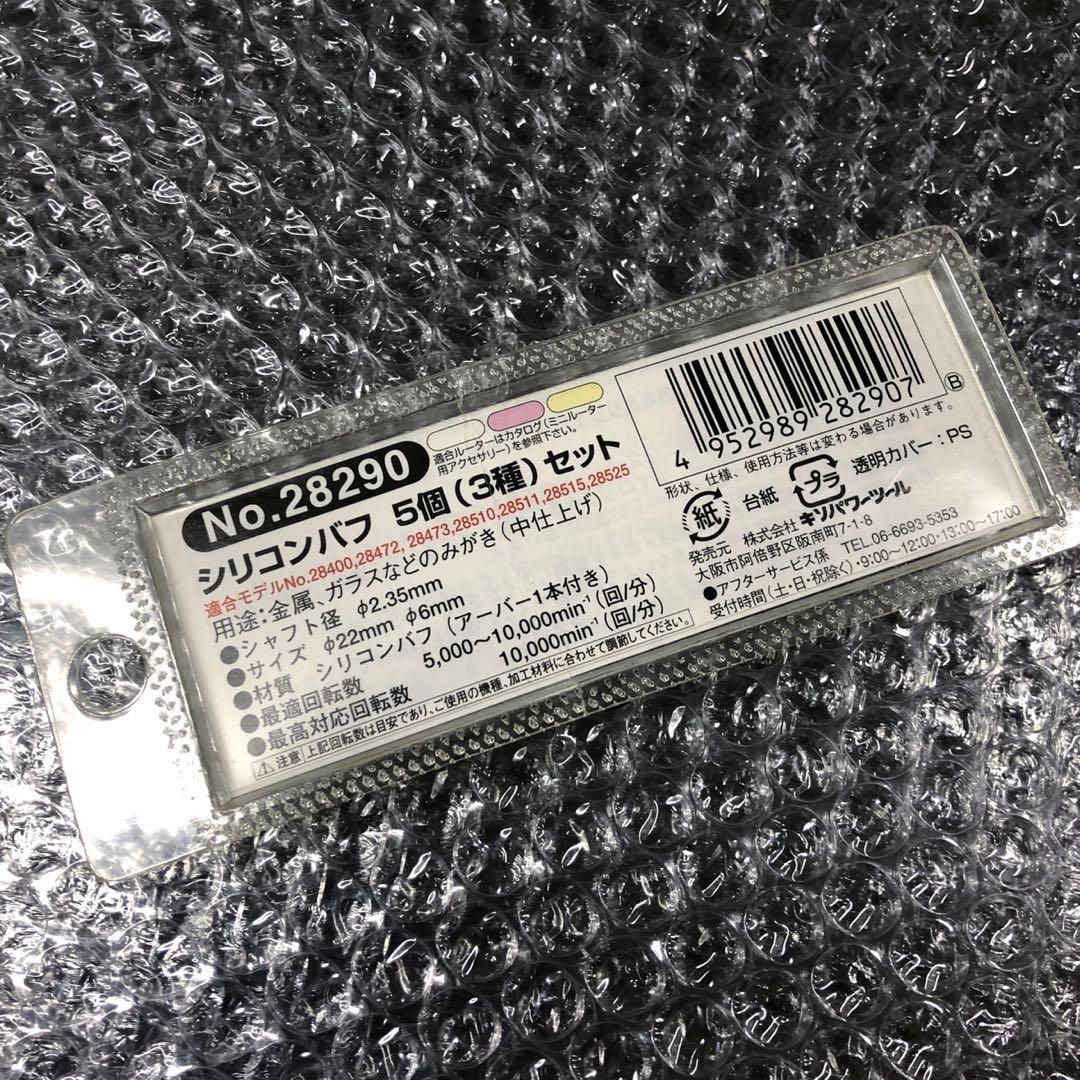 No.28290
適合ルーターはカタログ(ミニルーター
用アクセサリー)を参照下さい。
シリコンバフ 5個(3種)セット
適合モデルNo.28400,28472, 28473,28510,28511,28515,28525
用途:金属、ガラスなどのみがき(中仕上げ)
●シャフト径 φ2.35mm
●サイズ φ22mm φ6mm
●材質 シリコンバフ (アーバー1本付き)
●最適回転数 5,000〜10,000min⁻¹(回/分)
●最高対応回転数 10,000min⁻¹(回/分)
⚠注意 上記回転数は目安であり、ご使用の機種、加工材料に合わせて調節してください。
4 952989 282907
Ⓑ
形状、仕様、使用方法等は変わる場合があります。
紙 台紙 プラ 透明カバー:PS
発売元 株式会社 キソパワーツール
大阪市阿倍野区阪南町7-1-8
●アフターサービス係 TEL.06-6693-5353
受付時間(土・日・祝除く)・9:00〜12:00・13:00〜17:00